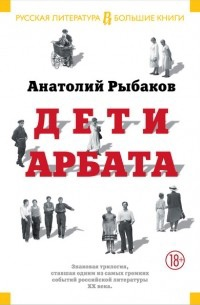 РУССКАЯ ЛИТЕРАТУРА БОЛЬШИЕ КНИГИ
Анатолий Рыбаков
ДЕТИ
АРБАТА
Знаковая трилогия,
ставшая одним из самых громких
событий российской литературы
XX века.
18+